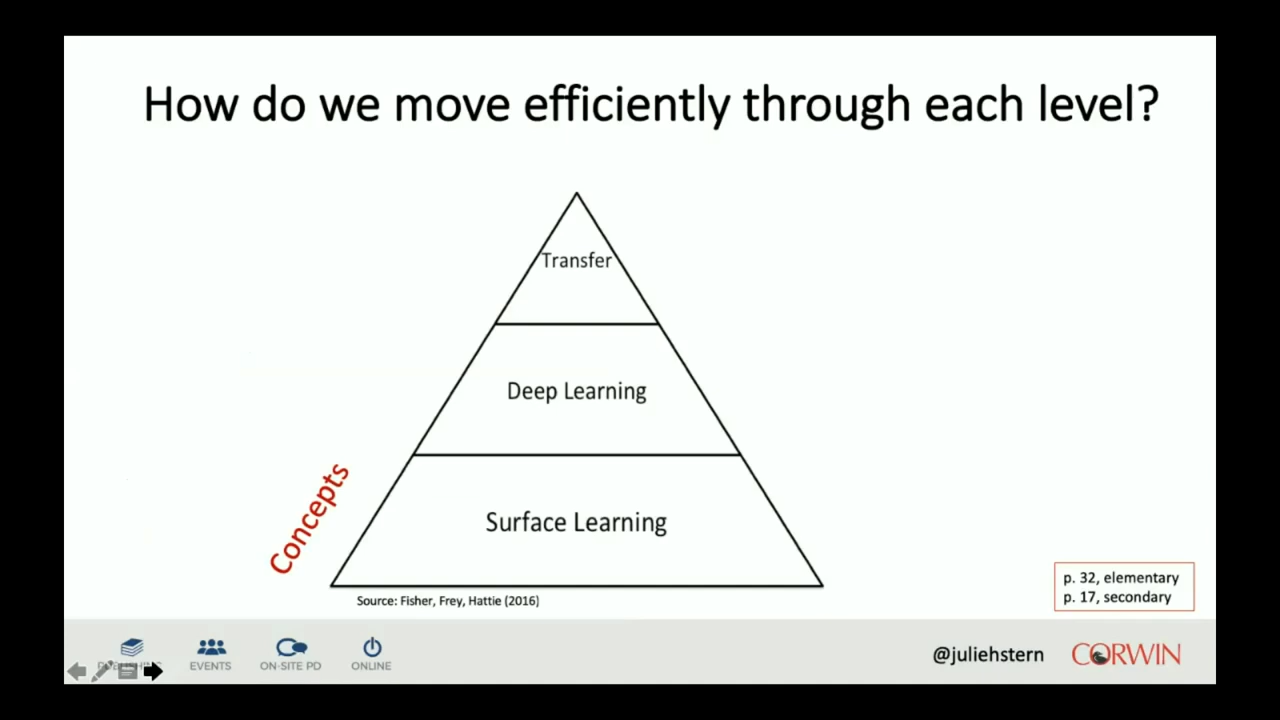 How do we move efficiently through each level?
Transfer
Deep Learning
Surface Learning
Concepts
Source: Fisher, Frey, Hattie (2016)
p. 32, elementary
p. 17, secondary
EVENTS
ON-SITE PD
ONLINE
@juliehstern
CORWIN